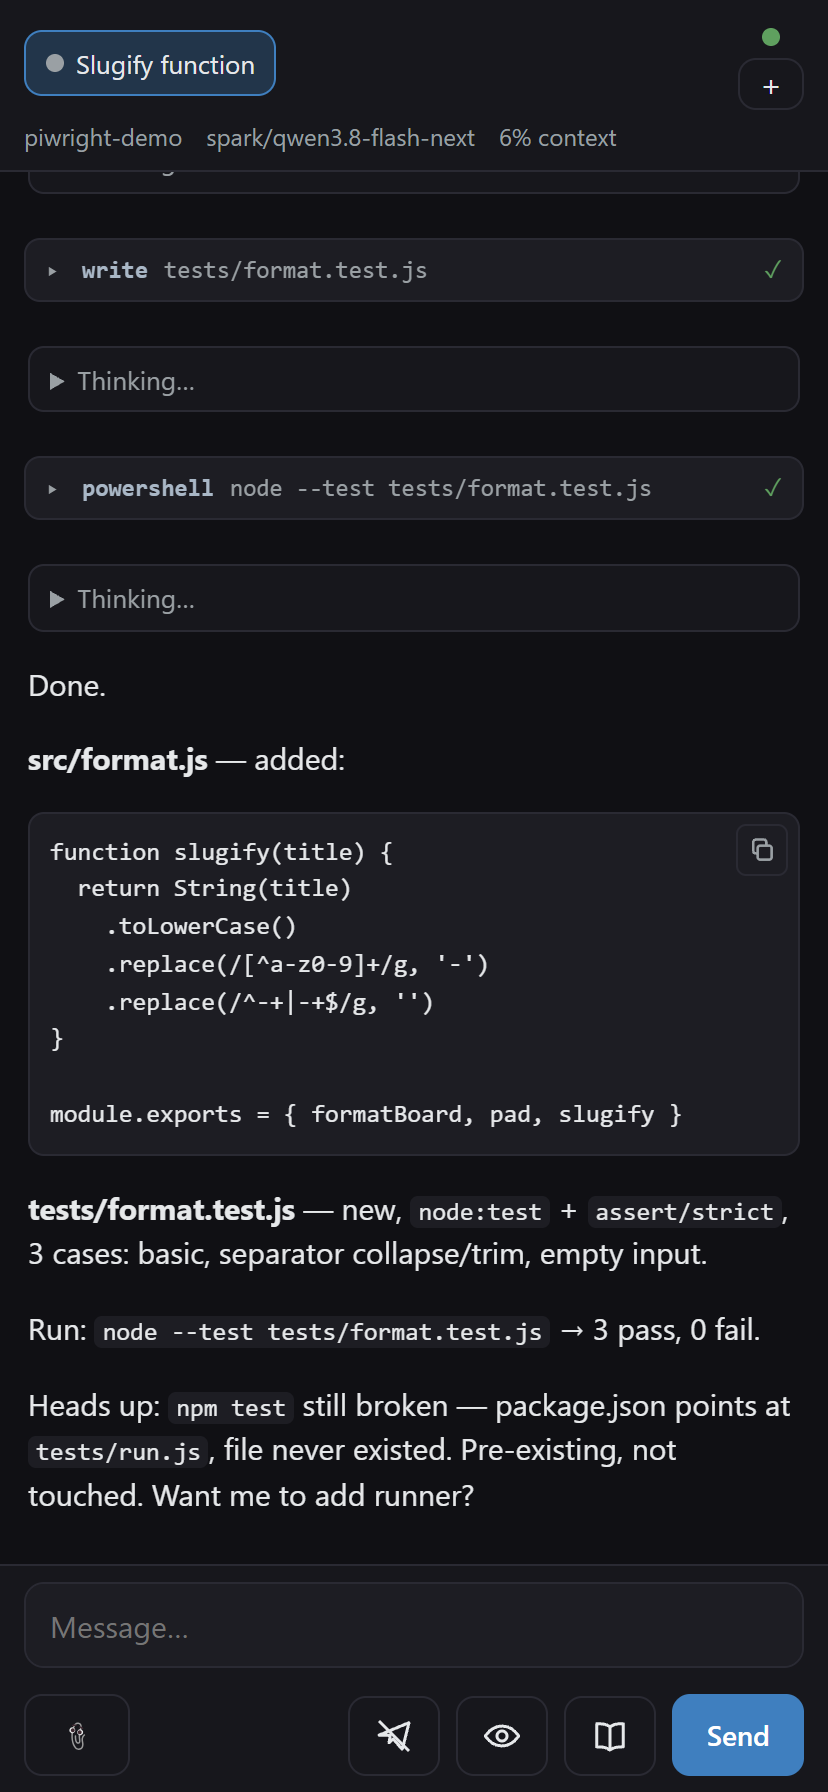 Slugify function
+
piwright-demo spark/qwen3.8-flash-next 6% context
▸ write tests/format.test.js ✓
▶ Thinking...
▸ powershell node --test tests/format.test.js ✓
▶ Thinking...
Done.
src/format.js — added:
function slugify(title) {
  return String(title)
    .toLowerCase()
    .replace(/[^a-z0-9]+/g, '-')
    .replace(/^-+|-+$/g, '')
}
module.exports = { formatBoard, pad, slugify }
tests/format.test.js — new, node:test + assert/strict,
3 cases: basic, separator collapse/trim, empty input.
Run: node --test tests/format.test.js → 3 pass, 0 fail.
Heads up: npm test still broken — package.json points at
tests/run.js, file never existed. Pre-existing, not
touched. Want me to add runner?
Message...
Send